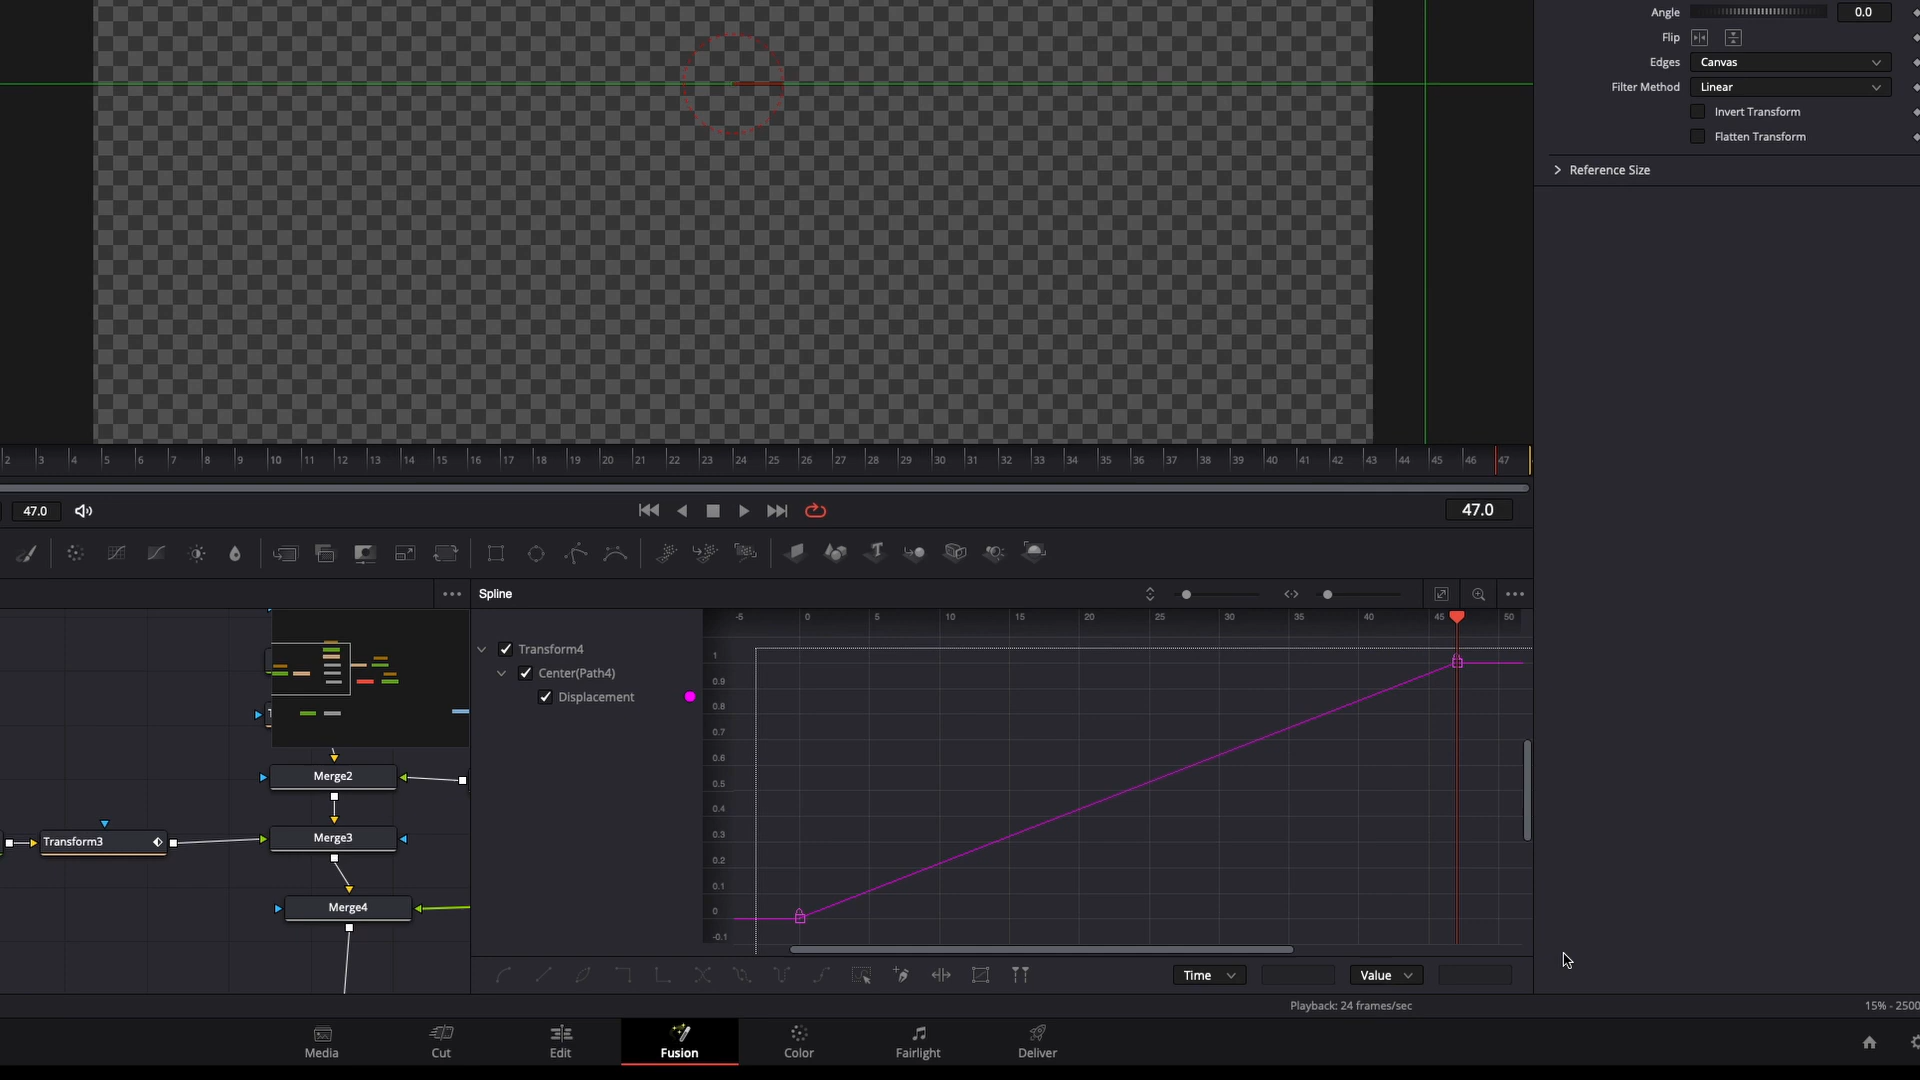 Angle 0.0
Flip
Edges Canvas
Filter Method Linear
Invert Transform
Flatten Transform
Reference Size
2 3 4 5 6 7 8 9 10 11 12 13 14 15 16 17 18 19 20 21 22 23 24 25 26 27 28 29 30 31 32 33 34 35 36 37 38 39 40 41 42 43 44 45 46 47
47.0 47.0
Spline
-5 0 5 10 15 20 25 30 35 40 45 50
Transform4
Center(Path4)
Displacement
1
0.9
0.8
0.7
0.6
0.5
0.4
0.3
0.2
0.1
0
-0.1
Merge2
Transform3
Merge3
Merge4
Time Value
Playback: 24 frames/sec 15% - 2500
Media Cut Edit Fusion Color Fairlight Deliver